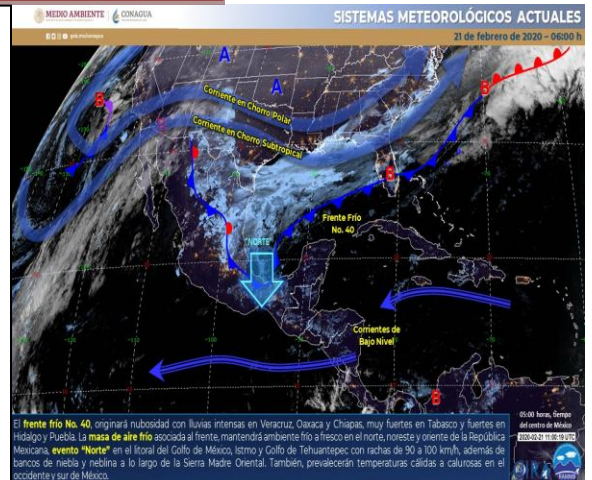 MEDIO AMBIENTE
CONAGUA
SISTEMAS METEOROLÓGICOS ACTUALES
gob.mx/conagua
21 de febrero de 2020 – 06:00 h
A
A
B
Corriente en Chorro Polar
B
Corriente en Chorro Subtropical
B
Frente Frío
No. 40
"NORTE"
Corrientes de
Bajo Nivel
B
05:00 horas, tiempo
del centro de México
2020-02-21 11:00:19 UTC
El frente frío No. 40, originará nubosidad con lluvias intensas en Veracruz, Oaxaca y Chiapas, muy fuertes en Tabasco y fuertes en
Hidalgo y Puebla. La masa de aire frío asociada al frente, mantendrá ambiente frío a fresco en el norte, noreste y oriente de la República
Mexicana, evento "Norte" en el litoral del Golfo de México, Istmo y Golfo de Tehuantepec con rachas de 90 a 100 km/h, además de
bancos de niebla y neblina a lo largo de la Sierra Madre Oriental. También, prevalecerán temperaturas cálidas a calurosas en el
occidente y sur de México.